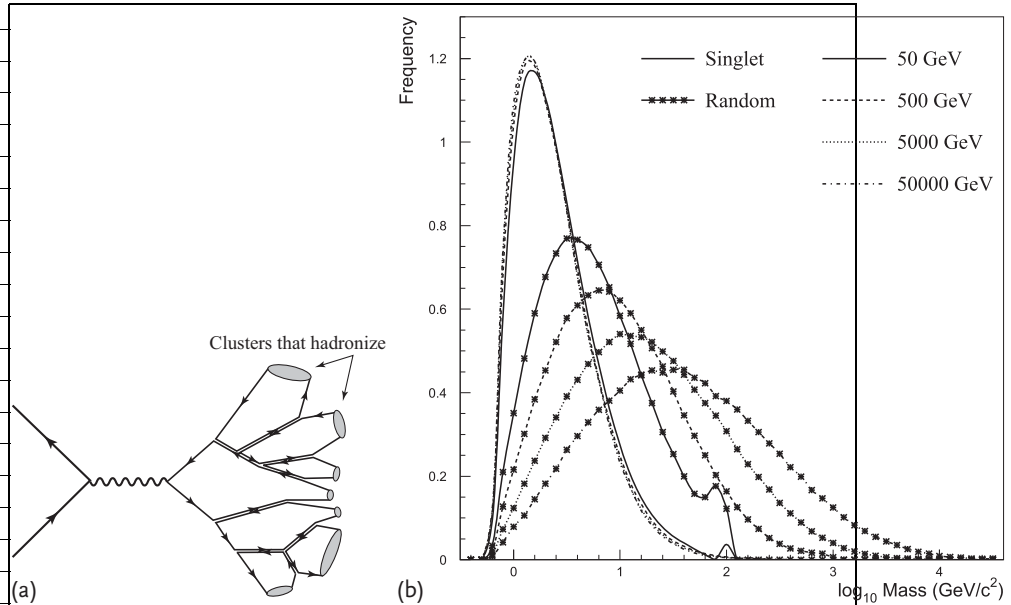 Frequency
1.2
1
0.8
0.6
0.4
0.2
0
Singlet
Random
50 GeV
500 GeV
5000 GeV
50000 GeV
Clusters that hadronize
0 1 2 3 4
(a)
(b)
log10 Mass (GeV/c2)